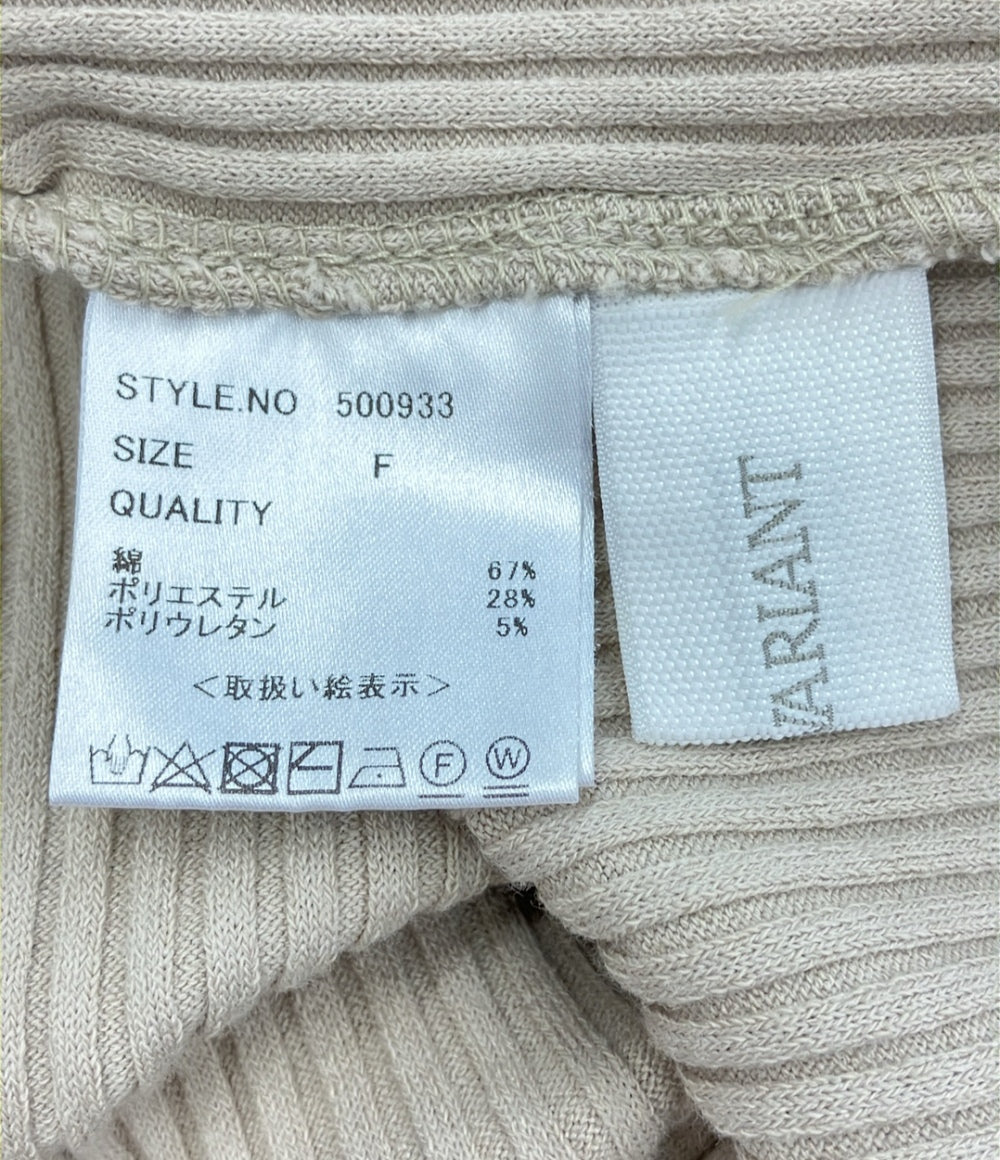 STYLE.NO 500933
SIZE F
QUALITY
綿 67%
ポリエステル 28%
ポリウレタン 5%
＜取扱い絵表示＞
F W
VARIANT